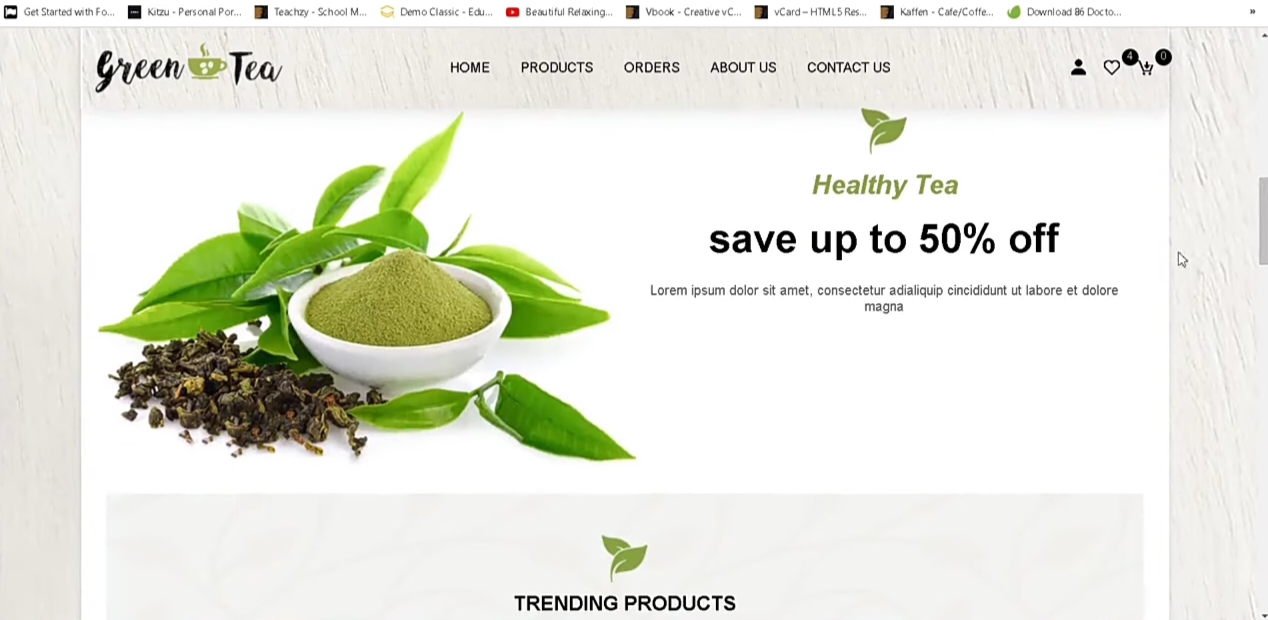 Get Started with Fo...
Kitzu - Personal Por...
Teachzy - School M...
Demo Classic - Edu...
Beautiful Relaxing...
Vbook - Creative vC...
vCard – HTML5 Res...
Kaffen - Cafe/Coffe...
Download 86 Docto...
»
Green Tea
HOME
PRODUCTS
ORDERS
ABOUT US
CONTACT US
4
0
Healthy Tea
save up to 50% off
Lorem ipsum dolor sit amet, consectetur adialiquip cincididunt ut labore et dolore
magna
TRENDING PRODUCTS